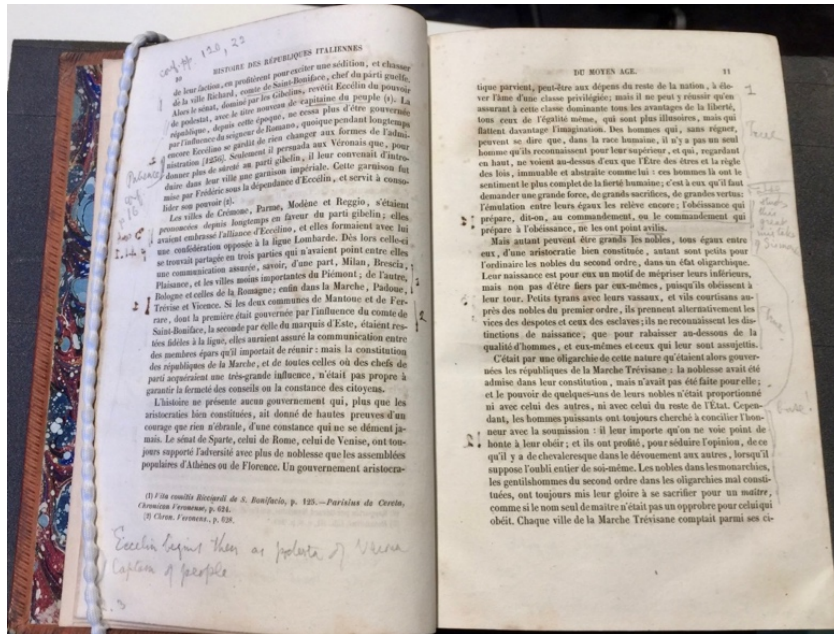 conf. pp. 120, 22
10
HISTOIRE DES RÉPUBLIQUES ITALIENNES
de leur faction, en profitèrent pour exciter une sédition, et chasser
de la ville Richard, comte de Saint-Boniface, chef du parti guelfe.
Alors le sénat, dominé par les Gibelins, revêtit Eccélin du pouvoir
de podestat, avec le titre nouveau de capitaine du peuple (1). La
république, depuis cette époque, ne cessa plus d'être gouvernée
par l'influence du seigneur de Romano, quoique pendant longtemps
encore Eccélino se gardât de rien changer aux formes de l'admi-
nistration [1236]. Seulement il persuada aux Véronais que, pour
donner plus de sûreté au parti gibelin, il leur convenait d'intro-
duire dans leur ville une garnison impériale. Cette garnison fut
mise par Frédéric sous la dépendance d'Eccélin, et servit à conso-
lider son pouvoir (2).
Les villes de Crémone, Parme, Modène et Reggio, s'étaient
prononcées depuis longtemps en faveur du parti gibelin; elles
avaient embrassé l'alliance d'Eccélino, et elles formaient avec lui
une confédération opposée à la ligue Lombarde. Dès lors celle-ci
se trouvait partagée en trois parties qui n'avaient point entre elles
une communication assurée, savoir, d'une part, Milan, Brescia,
Plaisance, et les villes moins importantes du Piémont; de l'autre,
Bologne et celles de la Romagne; enfin dans la Marche, Padoue,
Trévise et Vicence. Si les deux communes de Mantoue et de Fer-
rare, dont la première était gouvernée par l'influence du comte de
Saint-Boniface, la seconde par celle du marquis d'Este, étaient res-
tées fidèles à la ligue, elles auraient assuré la communication entre
des membres épars qu'il importait de réunir : mais la constitution
des républiques de la Marche, et de toutes celles où des chefs de
parti acquéraient une très-grande influence, n'était pas propre à
garantir la fermeté des conseils ou la constance des citoyens.
L'histoire ne présente aucun gouvernement qui, plus que les
aristocraties bien constituées, ait donné de hautes preuves d'un
courage que rien n'ébranle, d'une constance qui ne se dément ja-
mais. Le sénat de Sparte, celui de Rome, celui de Venise, ont tou-
jours supporté l'adversité avec plus de noblesse que les assemblées
populaires d'Athènes ou de Florence. Un gouvernement aristocra-
(1) Vita comitis Ricciardi de S. Bonifacio, p. 125. — Parisius de Cereta,
Chronicon Veronense, p. 624.
(2) Chron. Veronens., p. 626.
Eccelin begins then as podesta of
Captain of people
DU MOYEN AGE.
11
tique parvient, peut-être aux dépens du reste de la nation, à éle-
ver l'âme d'une classe privilégiée; mais il ne peut y réussir qu'en
assurant à cette classe dominante tous les avantages de la liberté,
tous ceux de l'égalité même, qui sont plus illusoires, mais qui
flattent davantage l'imagination. Des hommes qui, sans régner,
peuvent se dire que, dans la race humaine, il n'y a pas un seul
homme qu'ils reconnaissent pour leur supérieur, et qui, regardant
en haut, ne voient au-dessus d'eux que l'Être des êtres et la règle
des lois, immuable et abstraite comme lui : ces hommes là ont le
sentiment le plus complet de la fierté humaine; c'est à eux qu'il faut
demander une grande force, de grands sacrifices, de grandes vertus:
l'émulation entre leurs égaux les relève encore; l'obéissance qui
prépare, dit-on, au commandement, ou le commandement qui
prépare à l'obéissance, ne les ont point avilis.
Mais autant peuvent être grands les nobles, tous égaux entre
eux, d'une aristocratie bien constituée, autant sont petits pour
l'ordinaire les nobles du second ordre, dans un état oligarchique.
Leur naissance est pour eux un motif de mépriser leurs inférieurs,
mais non pas d'être fiers par eux-mêmes, puisqu'ils obéissent à
leur tour. Petits tyrans avec leurs vassaux, et vils courtisans au-
près des nobles du premier ordre, ils prennent alternativement les
vices des despotes et ceux des esclaves; ils ne reconnaissent les dis-
tinctions de naissance, que pour rabaisser au-dessous de la
qualité d'hommes, et eux-mêmes et ceux qui leur sont assujettis.
C'était par une oligarchie de cette nature qu'étaient alors gouver-
nées les républiques de la Marche Trévisane : la noblesse avait été
admise dans leur constitution, mais n'avait pas été faite pour elle;
et le pouvoir de quelques-uns de leurs nobles n'était proportionné
ni avec celui des autres, ni avec celui du reste de l'État. Cepen-
dant, les hommes puissants ont toujours cherché à concilier l'hon-
neur avec la soumission : il leur importe qu'on ne voie point de
honte à leur obéir; et ils ont profité, pour séduire l'opinion, de ce
qu'il y a de chevaleresque dans le dévouement aux autres, lorsqu'il
suppose l'oubli entier de soi-même. Les nobles dans les monarchies,
les gentilshommes du second ordre dans les oligarchies mal consti-
tuées, ont toujours mis leur gloire à se sacrifier pour un maître,
comme si le nom seul de maître n'était pas un opprobre pour celui qui
obéit. Chaque ville de la Marche Trévisane comptait parmi ses ci-